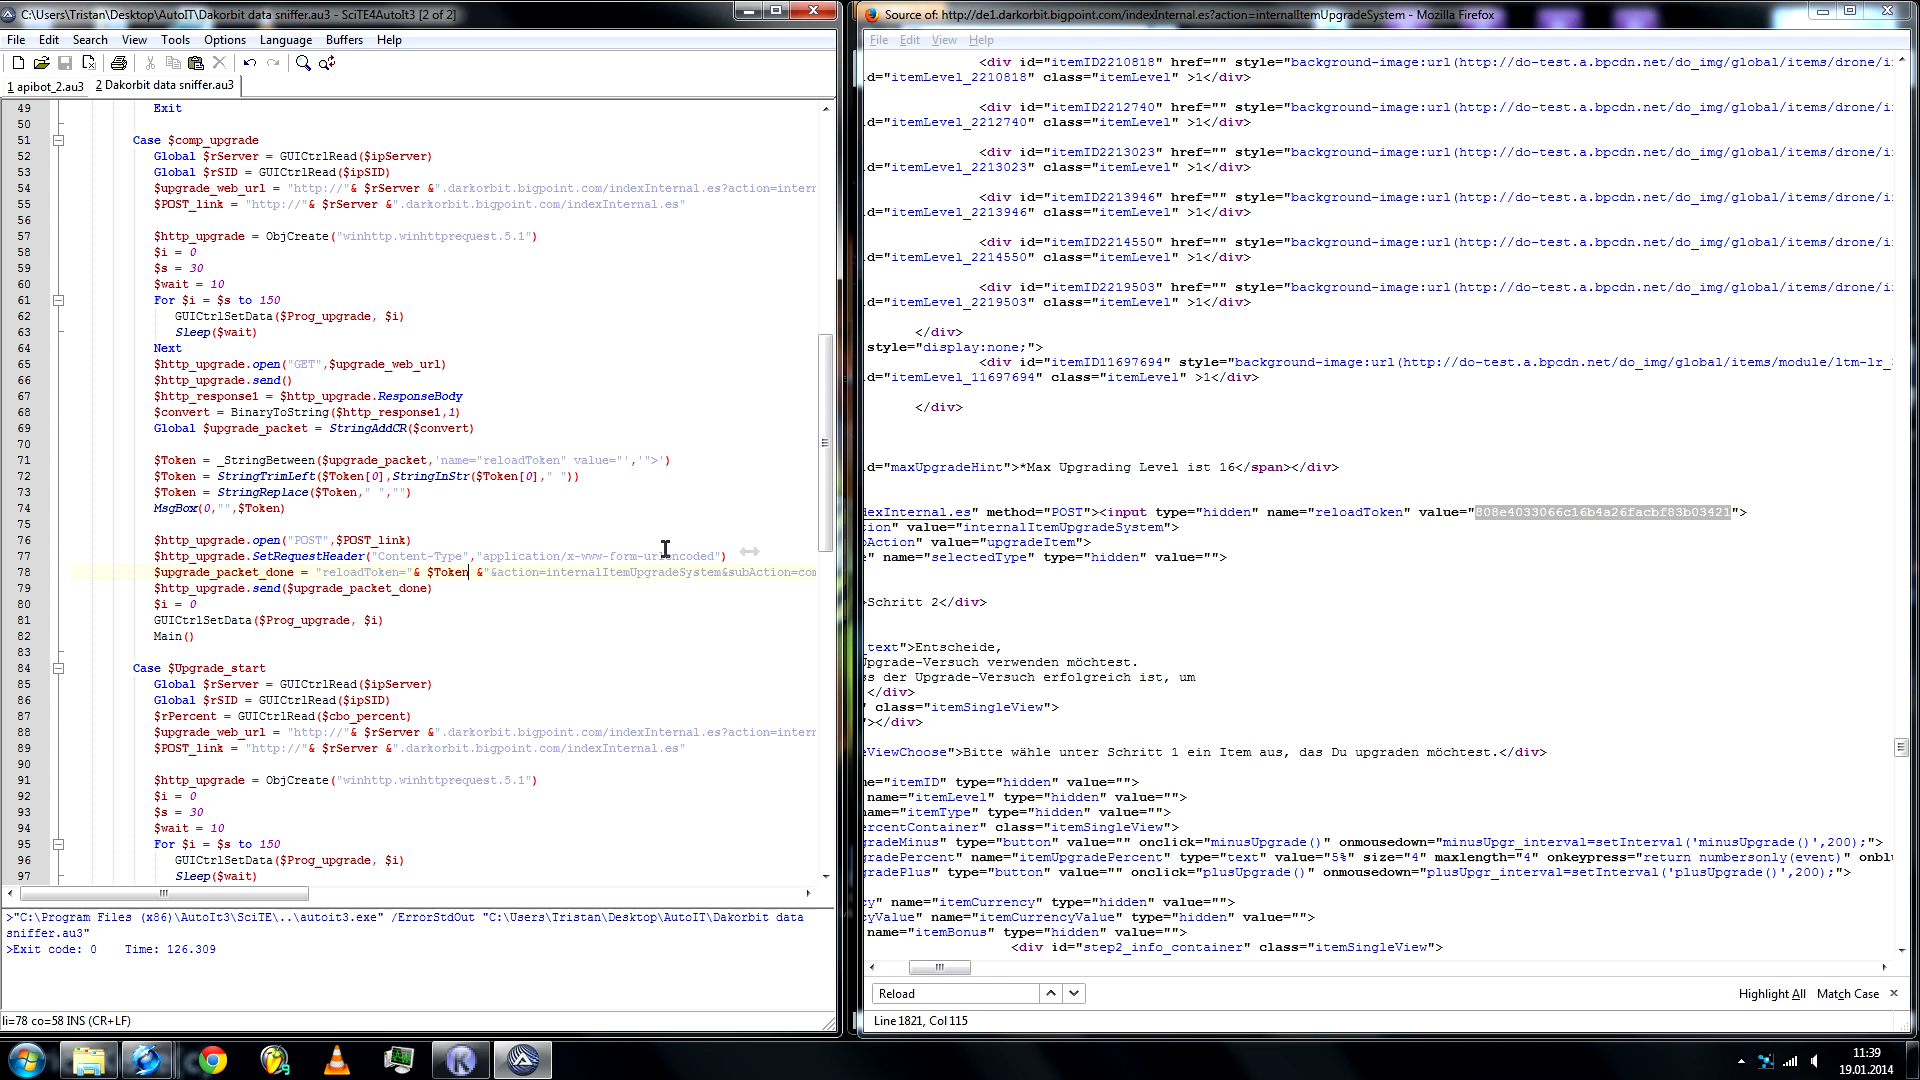 C:\Users\Tristan\Desktop\AutoIT\Dakorbit data sniffer.au3 - SciTE4AutoIt3 [2 of 2]
File Edit Search View Tools Options Language Buffers Help
1 apibot_2.au3 2 Dakorbit data sniffer.au3
49 Exit
50
51 Case $comp_upgrade
52 Global $rServer = GUICtrlRead($ipServer)
53 Global $rSID = GUICtrlRead($ipSID)
54 $upgrade_web_url = "http://"& $rServer &".darkorbit.bigpoint.com/indexInternal.es?action=interr
55 $POST_link = "http://"& $rServer &".darkorbit.bigpoint.com/indexInternal.es"
56
57 $http_upgrade = ObjCreate("winhttp.winhttprequest.5.1")
58 $i = 0
59 $s = 30
60 $wait = 10
61 For $i = $s to 150
62 GUICtrlSetData($Prog_upgrade, $i)
63 Sleep($wait)
64 Next
65 $http_upgrade.open("GET",$upgrade_web_url)
66 $http_upgrade.send()
67 $http_response1 = $http_upgrade.ResponseBody
68 $convert = BinaryToString($http_response1,1)
69 Global $upgrade_packet = StringAddCR($convert)
70
71 $Token = _StringBetween($upgrade_packet,'name="reloadToken" value="','">')
72 $Token = StringTrimLeft($Token[0],StringInStr($Token[0]," "))
73 $Token = StringReplace($Token," ","")
74 MsgBox(0,"",$Token)
75
76 $http_upgrade.open("POST",$POST_link)
77 $http_upgrade.SetRequestHeader("Content-Type","application/x-www-form-urlencoded")
78 $upgrade_packet_done = "reloadToken="& $Token &"&action=internalItemUpgradeSystem&subAction=com
79 $http_upgrade.send($upgrade_packet_done)
80 $i = 0
81 GUICtrlSetData($Prog_upgrade, $i)
82 Main()
83
84 Case $Upgrade_start
85 Global $rServer = GUICtrlRead($ipServer)
86 Global $rSID = GUICtrlRead($ipSID)
87 $rPercent = GUICtrlRead($cbo_percent)
88 $upgrade_web_url = "http://"& $rServer &".darkorbit.bigpoint.com/indexInternal.es?action=interr
89 $POST_link = "http://"& $rServer &".darkorbit.bigpoint.com/indexInternal.es"
90
91 $http_upgrade = ObjCreate("winhttp.winhttprequest.5.1")
92 $i = 0
93 $s = 30
94 $wait = 10
95 For $i = $s to 150
96 GUICtrlSetData($Prog_upgrade, $i)
97 Sleep($wait)
>"C:\Program Files (x86)\AutoIt3\SciTE\..\autoit3.exe" /ErrorStdOut "C:\Users\Tristan\Desktop\AutoIT\Dakorbit data
sniffer.au3"
>Exit code: 0 Time: 126.309
li=78 co=58 INS (CR+LF)
Source of: http://de1.darkorbit.bigpoint.com/indexInternal.es?action=internalItemUpgradeSystem - Mozilla Firefox
File Edit View Help
<div id="itemID2210818" href="" style="background-image:url(http://do-test.a.bpcdn.net/do_img/global/items/drone/i
id="itemLevel_2210818" class="itemLevel" >1</div>
<div id="itemID2212740" href="" style="background-image:url(http://do-test.a.bpcdn.net/do_img/global/items/drone/i
id="itemLevel_2212740" class="itemLevel" >1</div>
<div id="itemID2213023" href="" style="background-image:url(http://do-test.a.bpcdn.net/do_img/global/items/drone/i
id="itemLevel_2213023" class="itemLevel" >1</div>
<div id="itemID2213946" href="" style="background-image:url(http://do-test.a.bpcdn.net/do_img/global/items/drone/i
id="itemLevel_2213946" class="itemLevel" >1</div>
<div id="itemID2214550" href="" style="background-image:url(http://do-test.a.bpcdn.net/do_img/global/items/drone/i
id="itemLevel_2214550" class="itemLevel" >1</div>
<div id="itemID2219503" href="" style="background-image:url(http://do-test.a.bpcdn.net/do_img/global/items/drone/i
id="itemLevel_2219503" class="itemLevel" >1</div>
</div>
style="display:none;">
<div id="itemID11697694" style="background-image:url(http://do-test.a.bpcdn.net/do_img/global/items/module/ltm-lr_
id="itemLevel_11697694" class="itemLevel" >1</div>
</div>
id="maxUpgradeHint">*Max Upgrading Level ist 16</span></div>
dexInternal.es" method="POST"><input type="hidden" name="reloadToken" value="808e4033066c16b4a26facbf83b03421">
tion" value="internalItemUpgradeSystem">
bAction" value="upgradeItem">
e" name="selectedType" type="hidden" value="">
>Schritt 2</div>
text">Entscheide,
Upgrade-Versuch verwenden möchtest.
ss der Upgrade-Versuch erfolgreich ist, um
</div>
" class="itemSingleView">
"></div>
eViewChoose">Bitte wähle unter Schritt 1 ein Item aus, das Du upgraden möchtest.</div>
me="itemID" type="hidden" value="">
name="itemLevel" type="hidden" value="">
name="itemType" type="hidden" value="">
ercentContainer" class="itemSingleView">
gradeMinus" type="button" value="" onclick="minusUpgrade()" onmousedown="minusUpgr_interval=setInterval('minusUpgrade()',200);">
gradePercent" name="itemUpgradePercent" type="text" value="5%" size="4" maxlength="4" onkeypress="return numbersonly(event)" onbl
gradePlus" type="button" value="" onclick="plusUpgrade()" onmousedown="plusUpgr_interval=setInterval('plusUpgrade()',200);">
cy" name="itemCurrency" type="hidden" value="">
cyValue" name="itemCurrencyValue" type="hidden" value="">
name="itemBonus" type="hidden" value="">
<div id="step2_info_container" class="itemSingleView">
Reload Highlight All Match Case
Line 1821, Col 115
11:39
19.01.2014